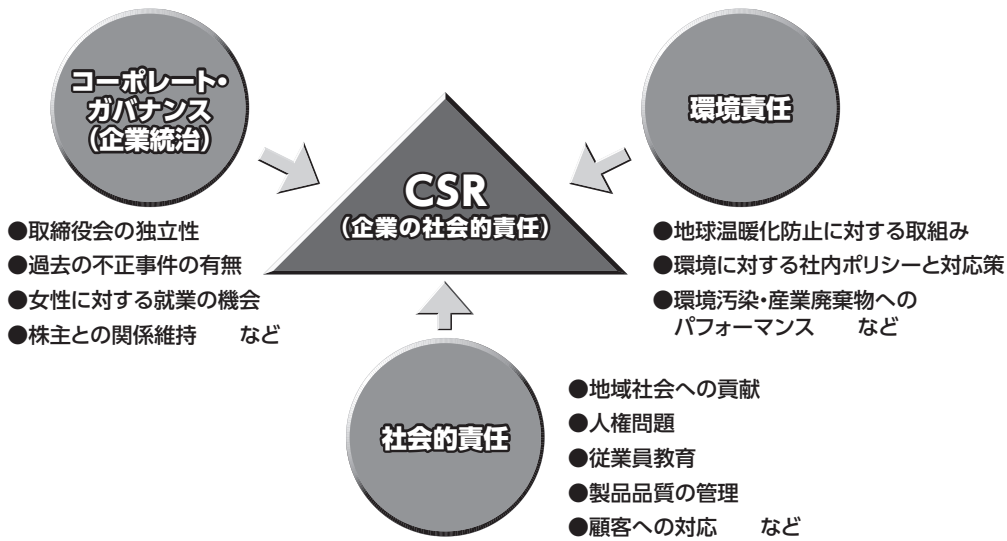 コーポレート・
ガバナンス
(企業統治)
●取締役会の独立性
●過去の不正事件の有無
●女性に対する就業の機会
●株主との関係維持　など
CSR
(企業の社会的責任)
環境責任
●地球温暖化防止に対する取組み
●環境に対する社内ポリシーと対応策
●環境汚染・産業廃棄物への
パフォーマンス　など
社会的責任
●地域社会への貢献
●人権問題
●従業員教育
●製品品質の管理
●顧客への対応　など